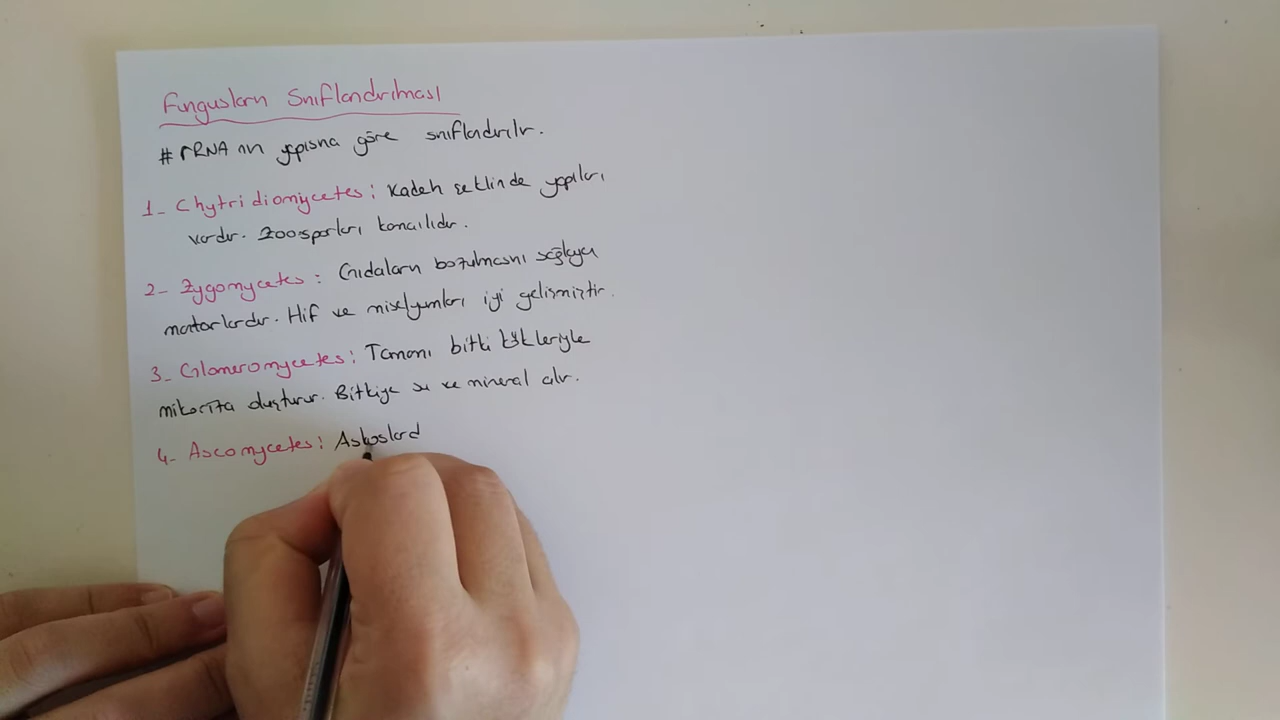 Fungusların Sınıflandırılması
# rRNA nın yapısına göre sınıflandırılır.
1- Chytridiomycetes: Kadeh şeklinde yapıları
vardır. Zoosporları kamçılıdır.
2- Zygomycetes: Gıdaların bozulmasını sağlayan
mantarlardır. Hif ve miselyumları iyi gelişmiştir.
3- Glomeromycetes: Tamamı bitki kökleriyle
mikoriza oluşturur. Bitkiye su ve mineral alır.
4- Ascomycetes: Askoslard